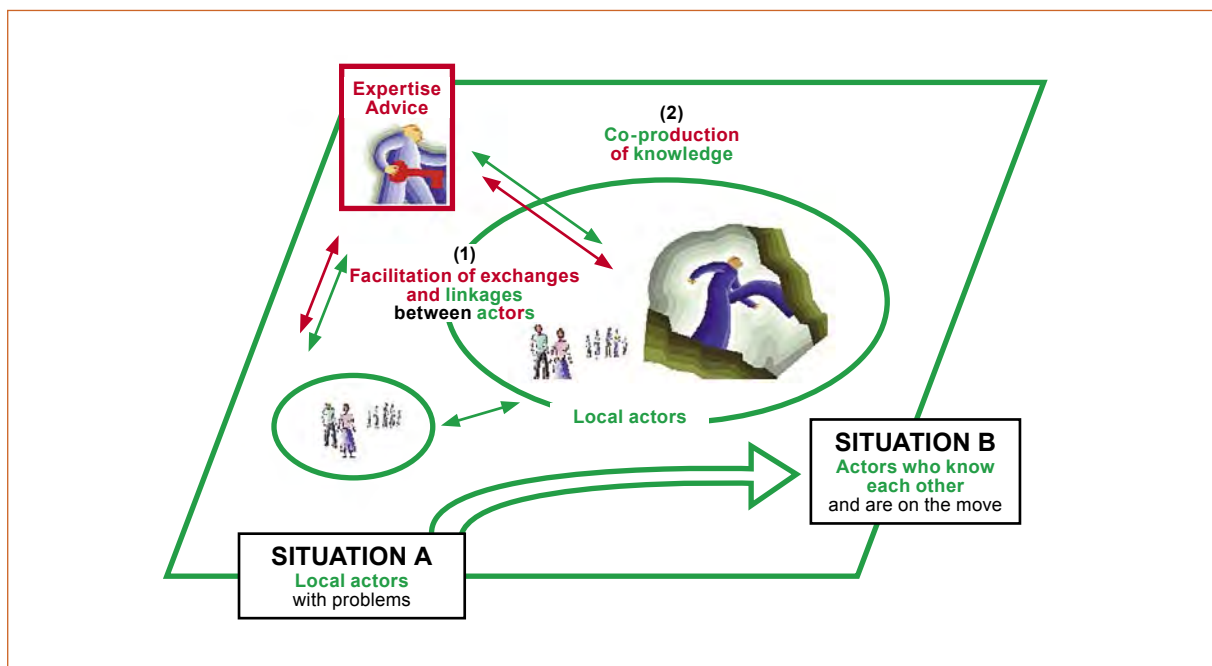 Expertise
Advice
(2)
Co-production
of knowledge
(1)
Facilitation of exchanges
and linkages
between actors
Local actors
SITUATION B
Actors who know
each other
and are on the move
SITUATION A
Local actors
with problems